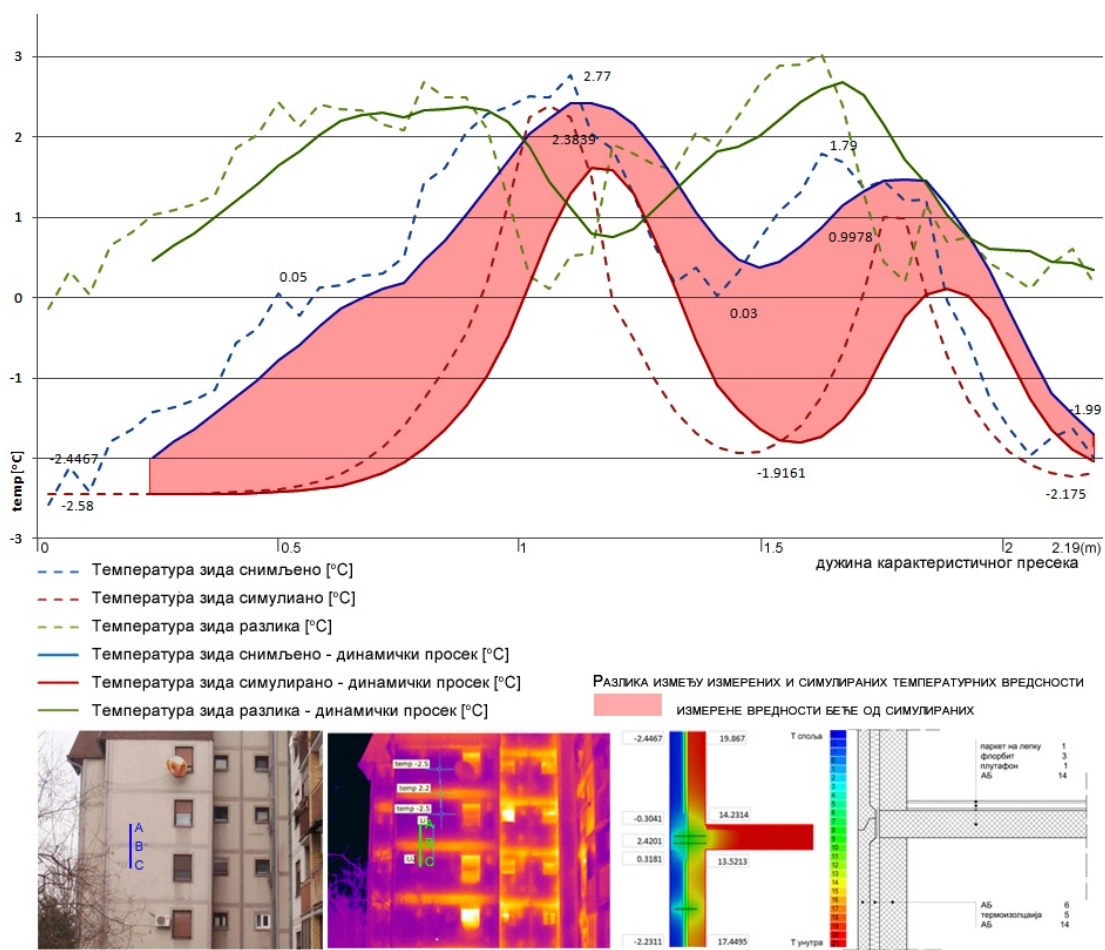 3
2
1
0
-1
-2
-3
temp [°C]
2.77
2.3839
1.79
0.9978
0.05
0.03
-2.4467
-2.58
-1.9161
-1.99
-2.175
0 0.5 1 1.5 2 2.19(m)
дужина карактеристичног пресека
Температура зида снимљено [°C]
Температура зида симулиано [°C]
Температура зида разлика [°C]
Температура зида снимљено - динамички просек [°C]
Температура зида симулирано - динамички просек [°C]
Температура зида разлика - динамички просек [°C]
Разлика између измерених и симулираних температурних вредсности
измерене вредности беће од симулираних
A
B
C
temp -2.5
temp 2.2
temp -2.5
A
B
C
-2.4467 19.867
-0.3041 14.2314
2.4201
0.3181 13.5213
-2.2311 17.4495
Т споља
Т унутра
паркет на лепку 1
флорбит 3
плутафон 1
АБ 14
АБ 6
термоизолцаија 5
АБ 14